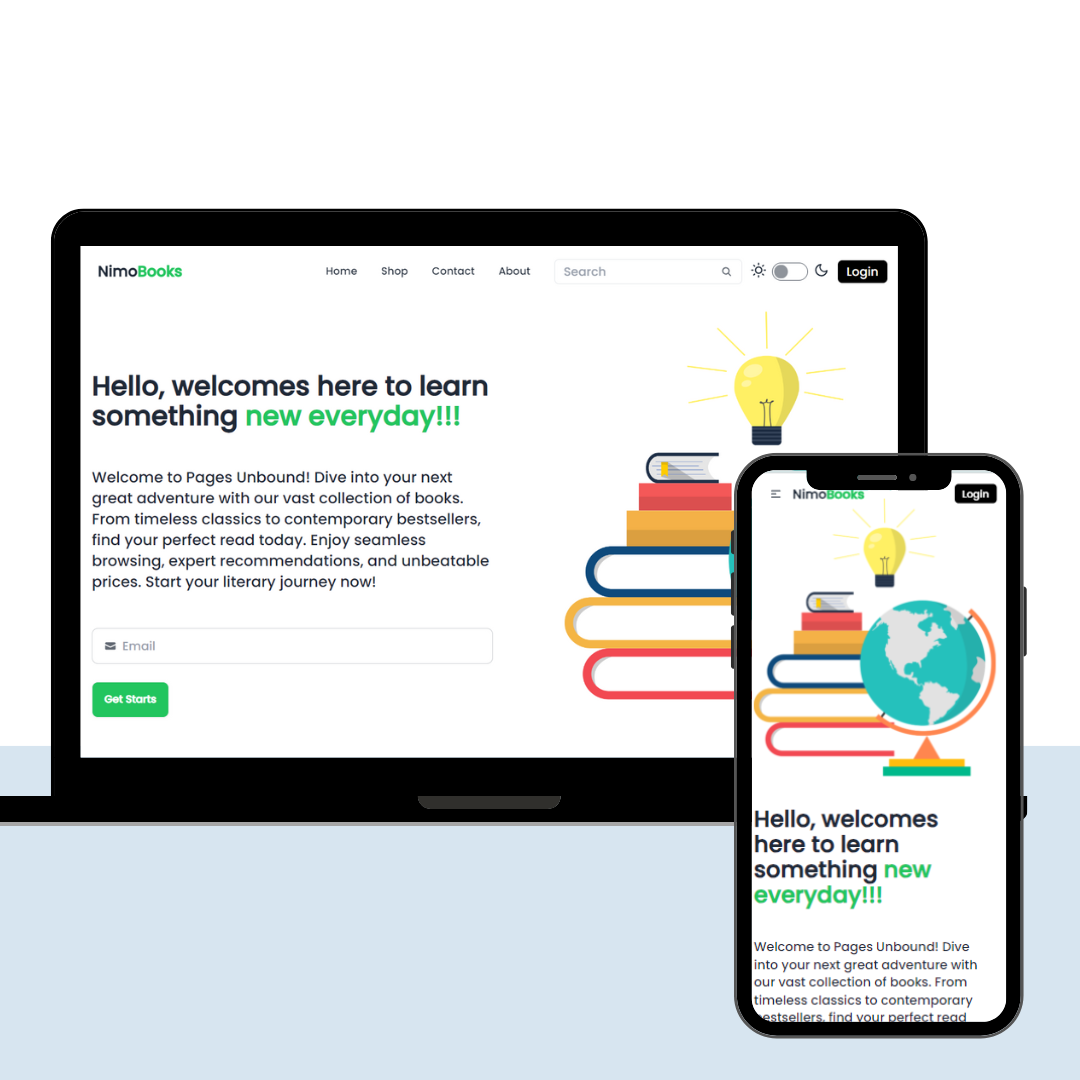 NimoBooks
Home Shop Contact About Search Login
Hello, welcomes here to learn
something new everyday!!!
Welcome to Pages Unbound! Dive into your next
great adventure with our vast collection of books.
From timeless classics to contemporary bestsellers,
find your perfect read today. Enjoy seamless
browsing, expert recommendations, and unbeatable
prices. Start your literary journey now!
Email
Get Starts
NimoBooks Login
Hello, welcomes
here to learn
something new
everyday!!!
Welcome to Pages Unbound! Dive
into your next great adventure with
our vast collection of books. From
timeless classics to contemporary
bestsellers, find your perfect read